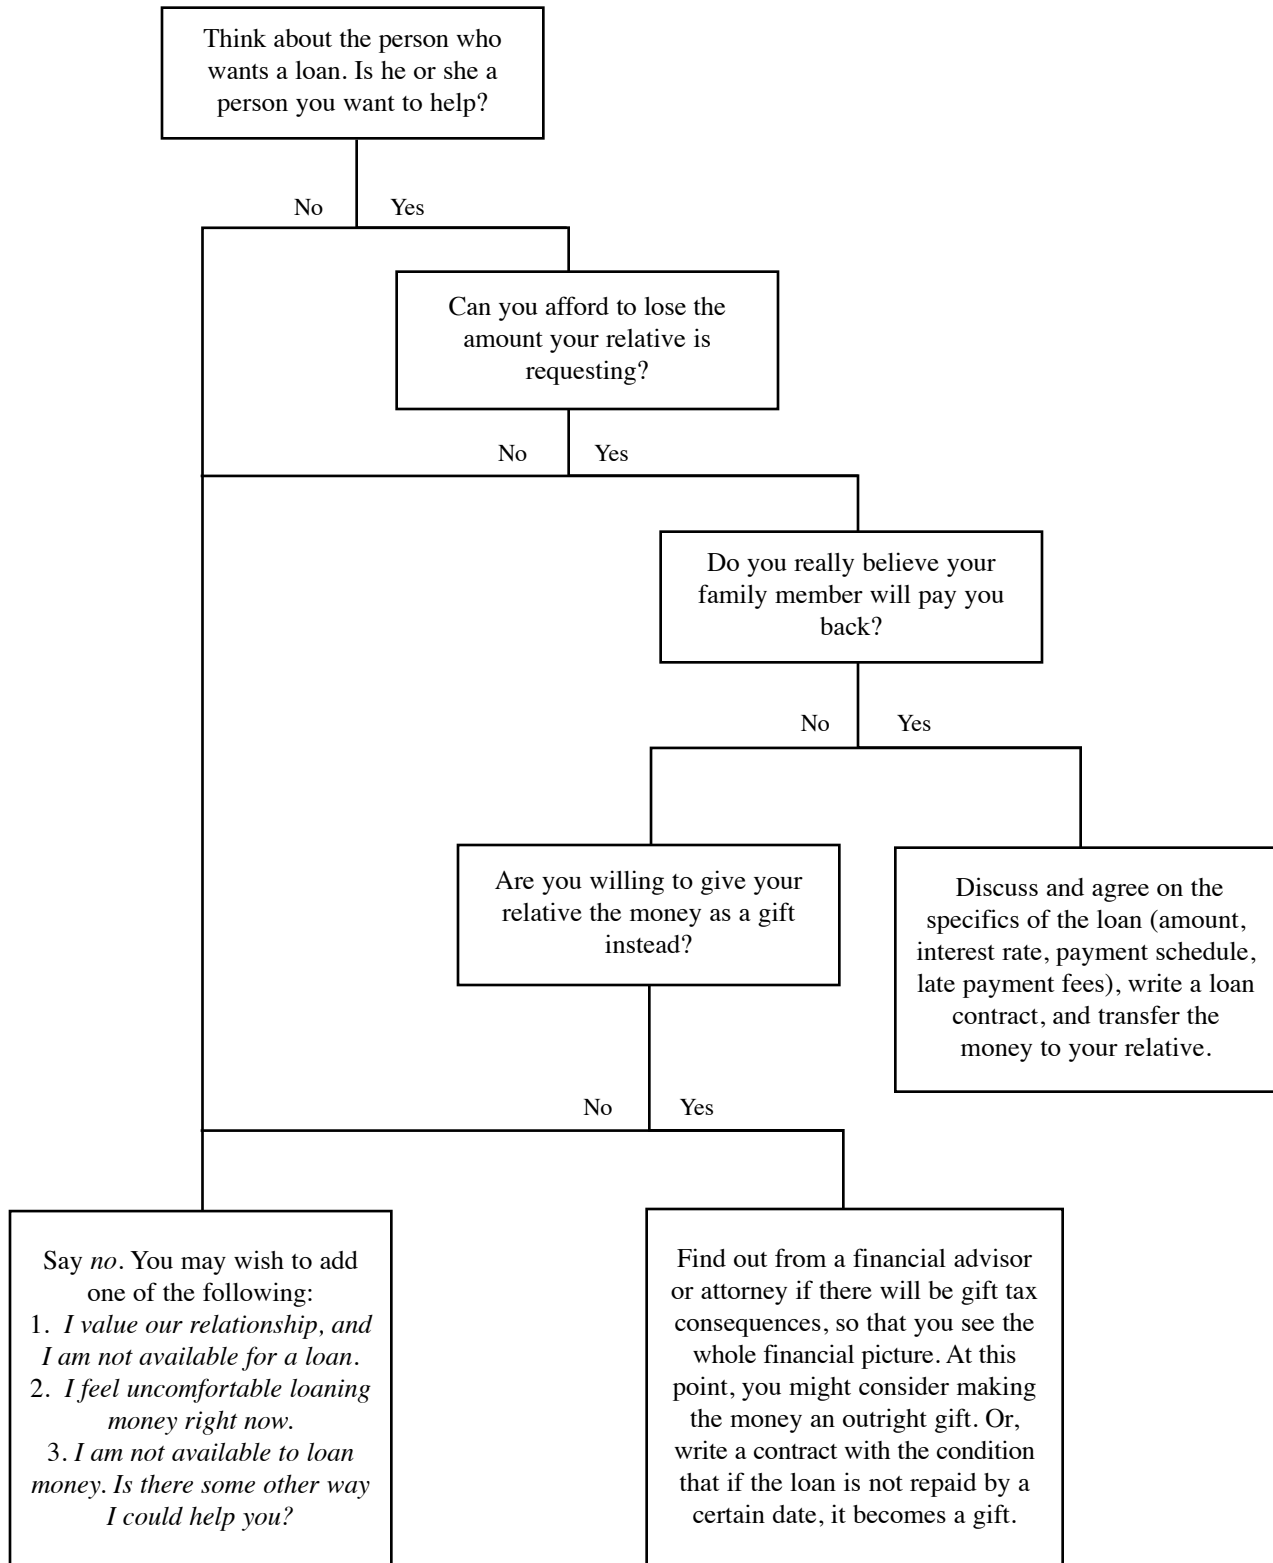 Think about the person who
wants a loan. Is he or she a
person you want to help?
No
Yes
Can you afford to lose the
amount your relative is
requesting?
No
Yes
Do you really believe your
family member will pay you
back?
No
Yes
Are you willing to give your
relative the money as a gift
instead?
Discuss and agree on the
specifics of the loan (amount,
interest rate, payment schedule,
late payment fees), write a loan
contract, and transfer the
money to your relative.
No
Yes
Say no. You may wish to add
one of the following:
1. I value our relationship, and
I am not available for a loan.
2. I feel uncomfortable loaning
money right now.
3. I am not available to loan
money. Is there some other way
I could help you?
Find out from a financial advisor
or attorney if there will be gift tax
consequences, so that you see the
whole financial picture. At this
point, you might consider making
the money an outright gift. Or,
write a contract with the condition
that if the loan is not repaid by a
certain date, it becomes a gift.